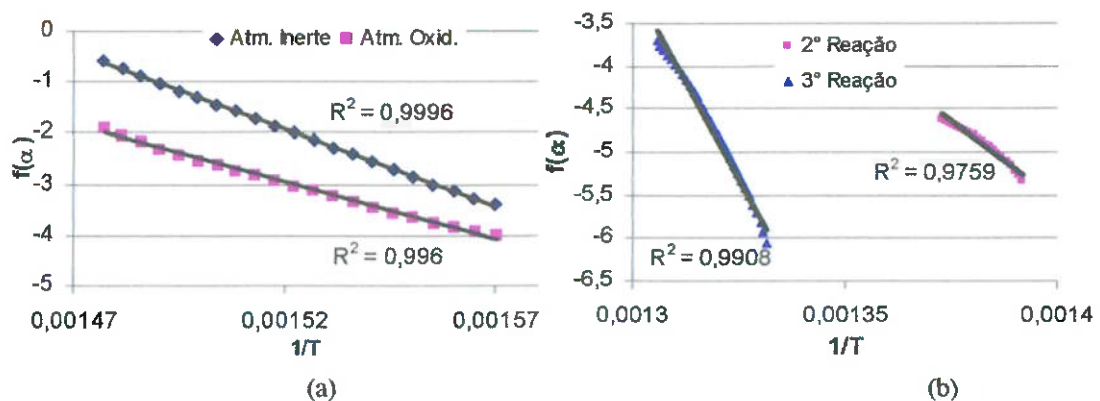 0
-1
-2
-3
-4
-5
f(α)
Atm. Inerte Atm. Oxid.
R² = 0,9996
R² = 0,996
0,00147 0,00152 0,00157
1/T
(a)
(b)
-3,5
-4
-4,5
-5
-5,5
-6
-6,5
f(α)
2° Reação
3° Reação
R² = 0,9759
R² = 0,9908
0,0013 0,00135 0,0014
1/T